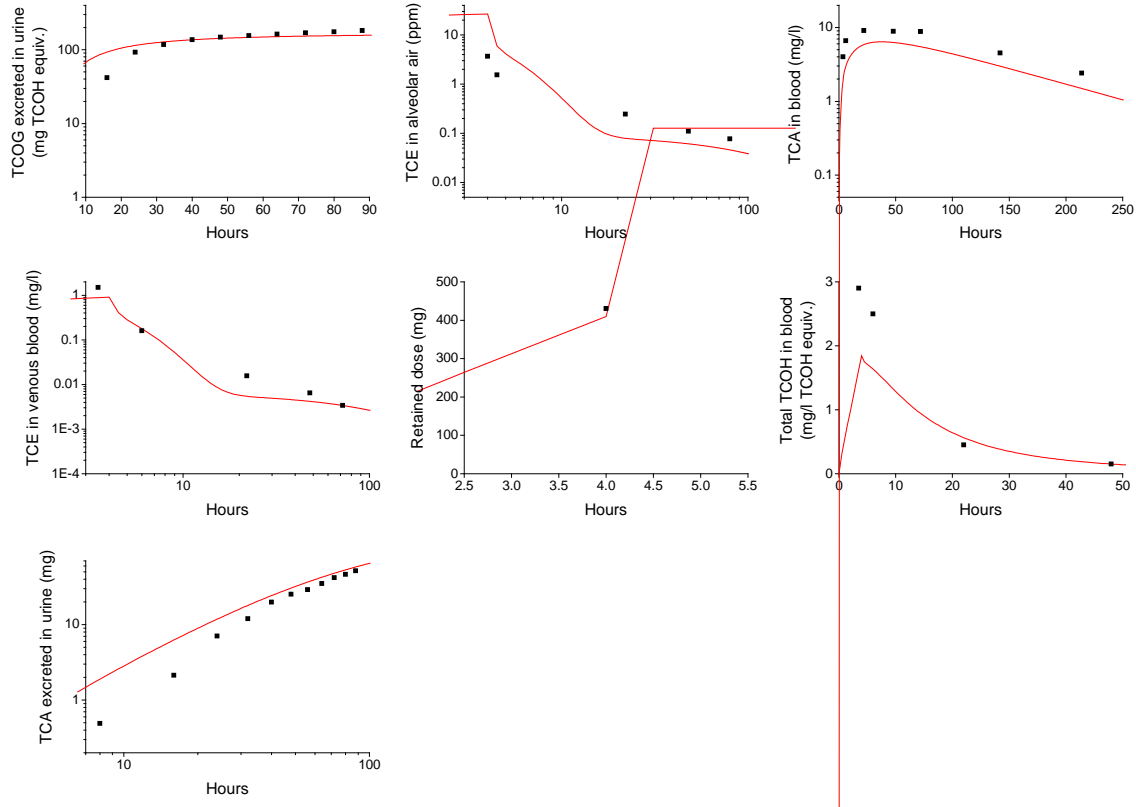 TCOG excreted in urine
(mg TCOH equiv.)
100
10
1
10 20 30 40 50 60 70 80 90
Hours
TCE in alveolar air (ppm)
10
1
0.1
0.01
10 100
Hours
TCA in blood (mg/l)
10
1
0.1
0 50 100 150 200 250
Hours
TCE in venous blood (mg/l)
1
0.1
0.01
1E-3
1E-4
10 100
Hours
Retained dose (mg)
500
400
300
200
100
0
2.5 3.0 3.5 4.0 4.5 5.0 5.5
Hours
Total TCOH in blood
(mg/l TCOH equiv.)
3
2
1
0
0 10 20 30 40 50
Hours
TCA excreted in urine (mg)
10
1
10 100
Hours